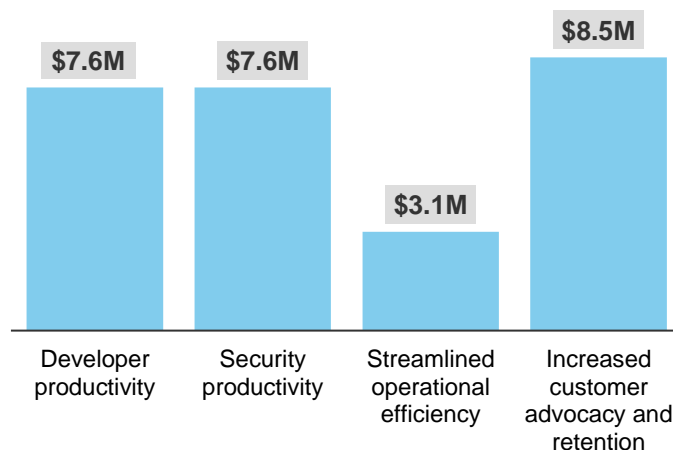 $7.6M
$7.6M
$3.1M
$8.5M
Developer
productivity
Security
productivity
Streamlined
operational
efficiency
Increased
customer
advocacy and
retention